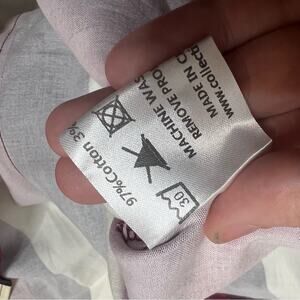 97%Cotton 3%
30
MACHINE WAS
REMOVE PRO
MADE IN C
www.collect